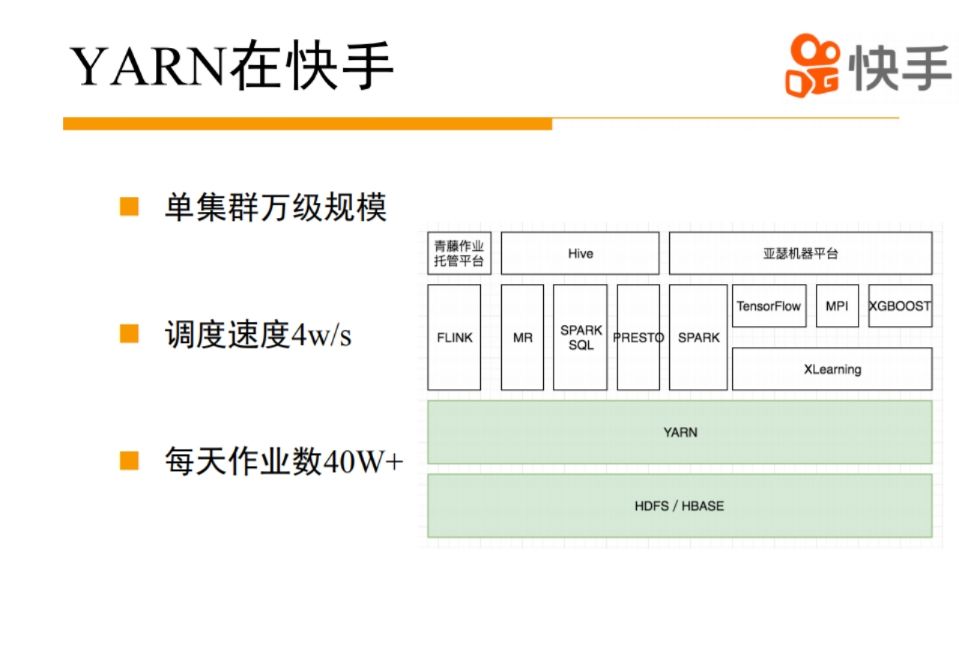 YARN在快手
快手
单集群万级规模
调度速度4w/s
每天作业数40W+
青藤作业
托管平台
Hive
亚瑟机器平台
FLINK
MR
SPARK
SQL
PRESTO
SPARK
TensorFlow
MPI
XGBOOST
XLearning
YARN
HDFS / HBASE